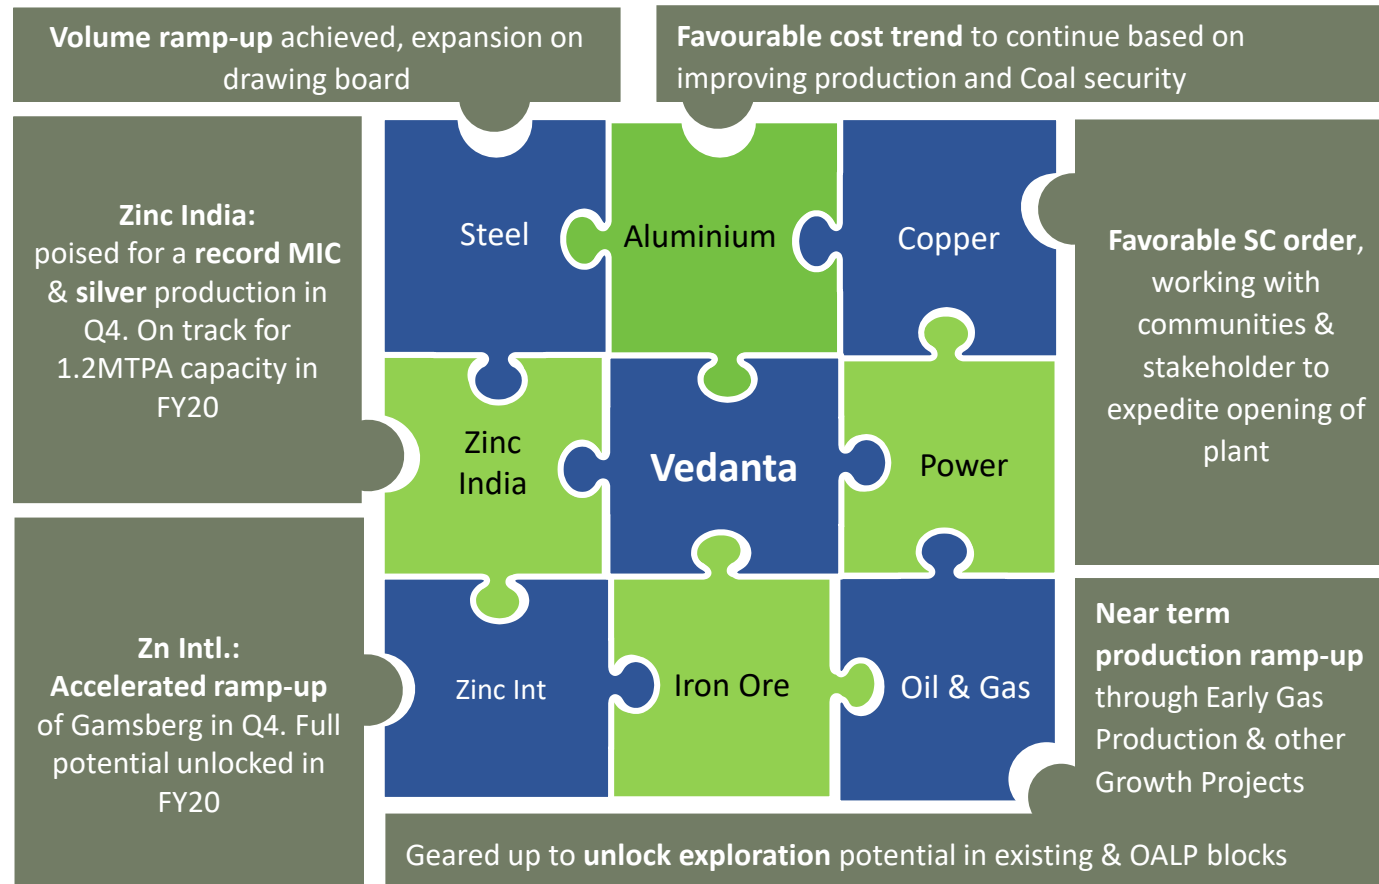 Volume ramp-up achieved, expansion on
drawing board
Favourable cost trend to continue based on
improving production and Coal security
Zinc India:
poised for a record MIC
& silver production in
Q4. On track for
1.2MTPA capacity in
FY20
Steel
Aluminium
Copper
Favorable SC order,
working with
communities &
stakeholder to
expedite opening of
plant
Zinc
India
Vedanta
Power
Zn Intl.:
Accelerated ramp-up
of Gamsberg in Q4. Full
potential unlocked in
FY20
Zinc Int
Iron Ore
Oil & Gas
Near term
production ramp-up
through Early Gas
Production & other
Growth Projects
Geared up to unlock exploration potential in existing & OALP blocks